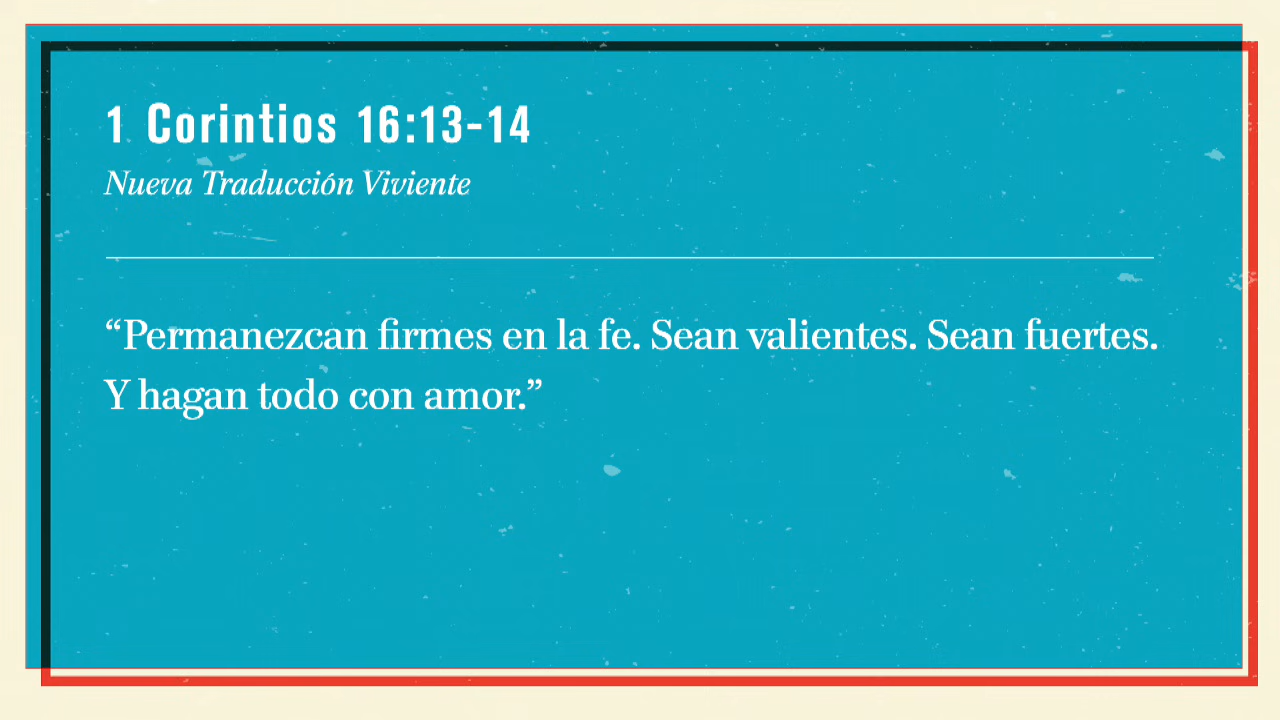 1 Corintios 16:13-14
Nueva Traducción Viviente
“Permanezcan firmes en la fe. Sean valientes. Sean fuertes.
Y hagan todo con amor.”